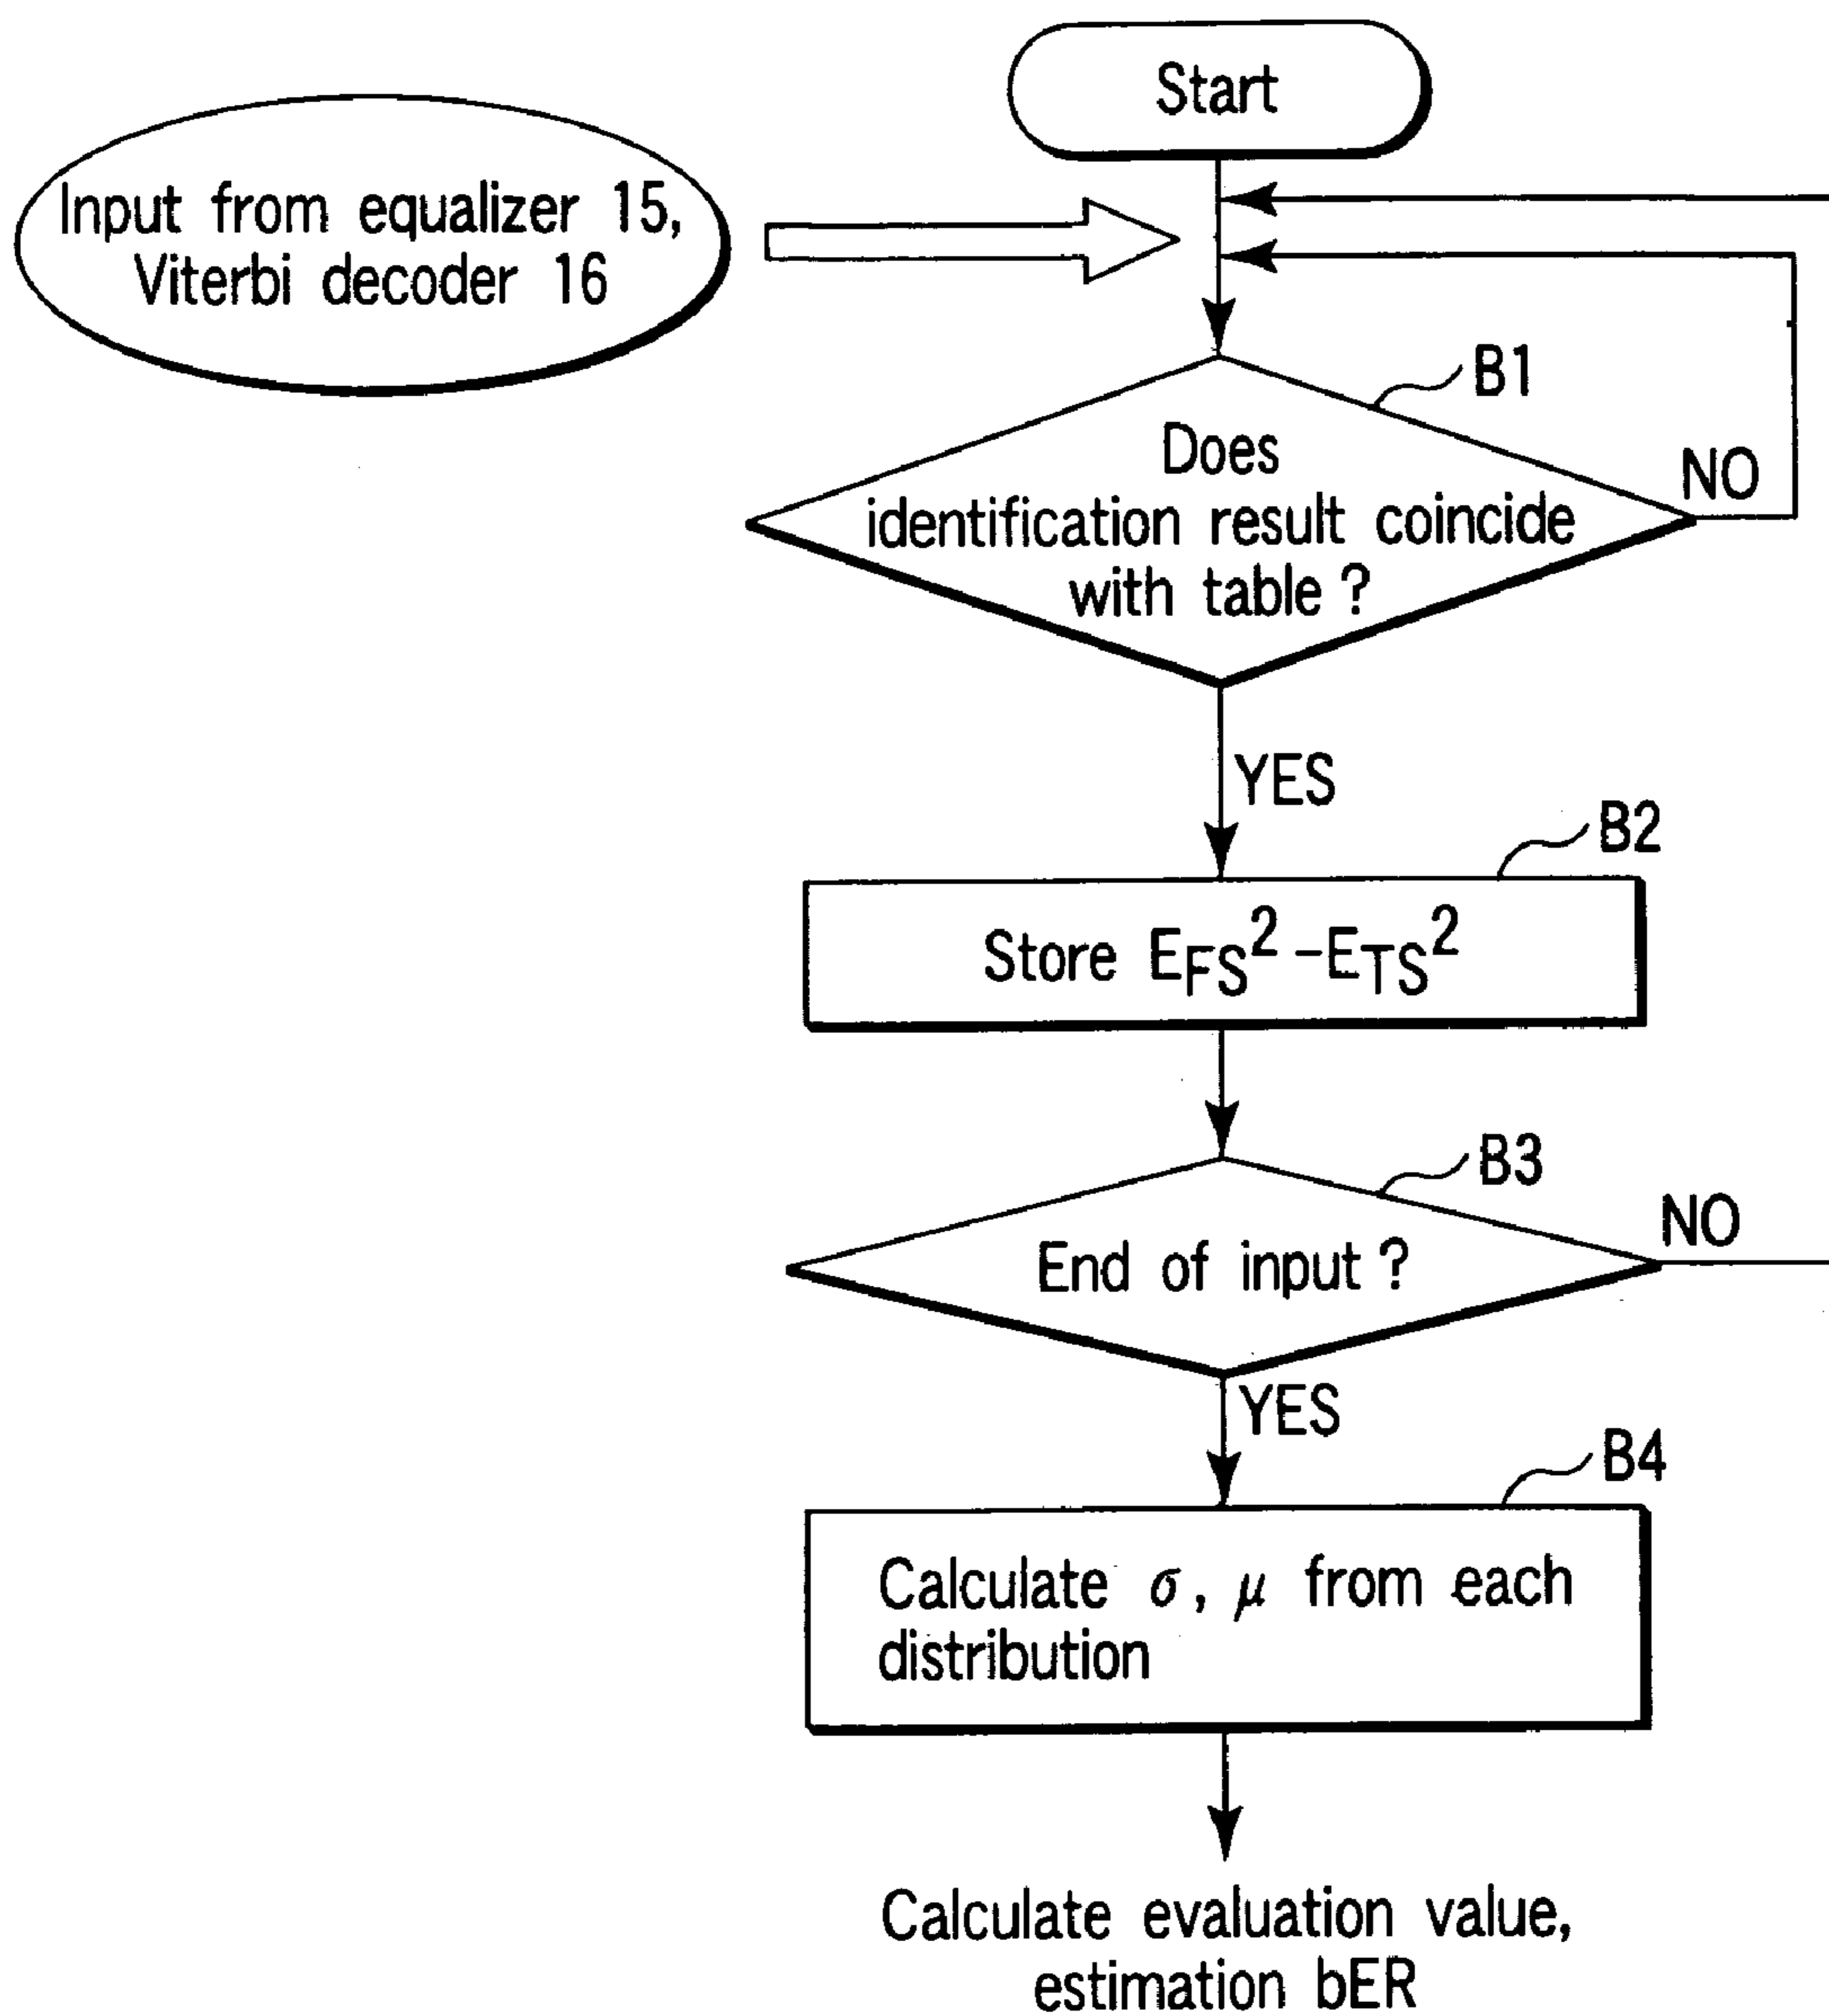 Start
Input from equalizer 15,
Viterbi decoder 16
B1
Does
identification result coincide
with table ?
NO
YES
B2
Store EFS² -ETS²
B3
End of input ?
NO
YES
B4
Calculate σ, μ from each
distribution
Calculate evaluation value,
estimation bER